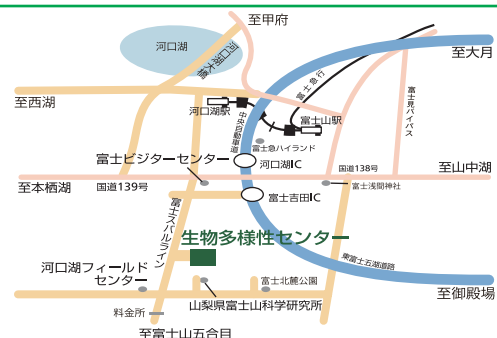 至甲府
河口湖
河口湖大橋
至大月
富士急行
富士見バイパス
至西湖
河口湖駅
中央自動車道
富士山駅
富士急ハイランド
富士ビジターセンター
河口湖IC
国道138号
至山中湖
至本栖湖
国道139号
富士浅間神社
富士吉田IC
富士スバルライン
生物多様性センター
東富士五湖道路
河口湖フィールド
センター
富士北麓公園
至御殿場
山梨県富士山科学研究所
料金所
至富士山五合目